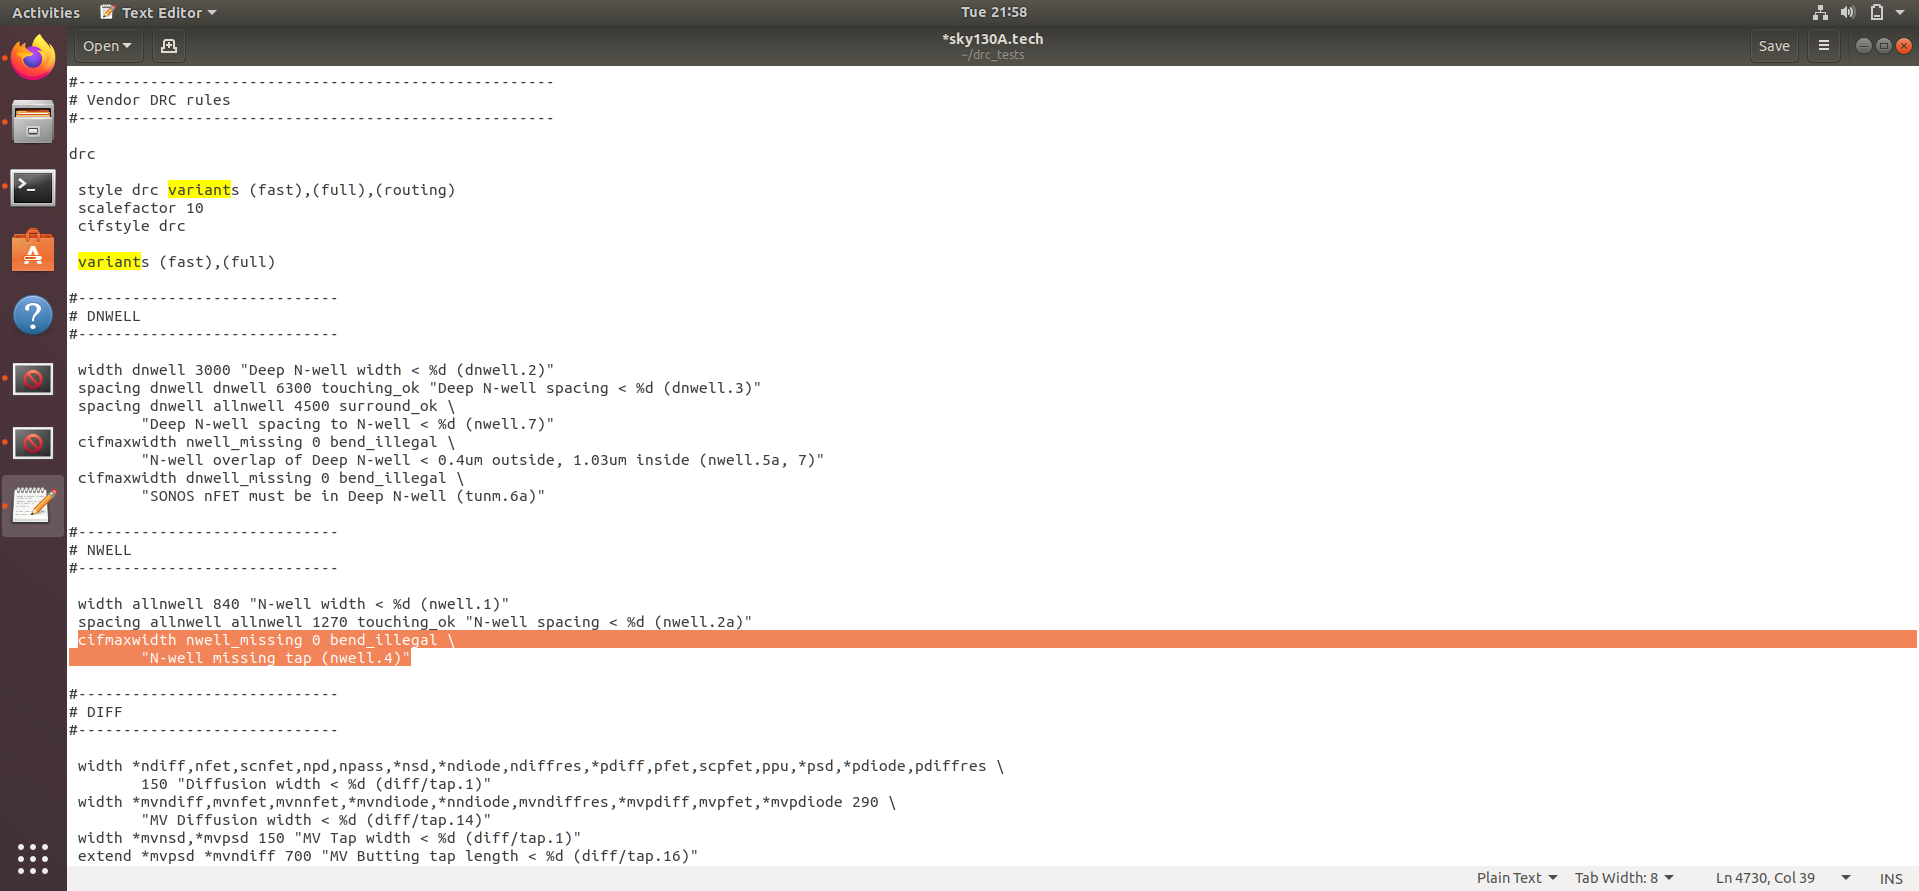 Activities Text Editor Tue 21:58
Open *sky130A.tech Save
~/drc_tests
#-----------------------------------------------------
# Vendor DRC rules
#-----------------------------------------------------
drc
style drc variants (fast),(full),(routing)
scalefactor 10
cifstyle drc
variants (fast),(full)
#-----------------------------
# DNWELL
#-----------------------------
width dnwell 3000 "Deep N-well width < %d (dnwell.2)"
spacing dnwell dnwell 6300 touching_ok "Deep N-well spacing < %d (dnwell.3)"
spacing dnwell allnwell 4500 surround_ok \
"Deep N-well spacing to N-well < %d (nwell.7)"
cifmaxwidth nwell_missing 0 bend_illegal \
"N-well overlap of Deep N-well < 0.4um outside, 1.03um inside (nwell.5a, 7)"
cifmaxwidth dnwell_missing 0 bend_illegal \
"SONOS nFET must be in Deep N-well (tunm.6a)"
#-----------------------------
# NWELL
#-----------------------------
width allnwell 840 "N-well width < %d (nwell.1)"
spacing allnwell allnwell 1270 touching_ok "N-well spacing < %d (nwell.2a)"
cifmaxwidth nwell_missing 0 bend_illegal \
"N-well missing tap (nwell.4)"
#-----------------------------
# DIFF
#-----------------------------
width *ndiff,nfet,scnfet,npd,npass,*nsd,*ndiode,ndiffres,*pdiff,pfet,scpfet,ppu,*psd,*pdiode,pdiffres \
150 "Diffusion width < %d (diff/tap.1)"
width *mvndiff,mvnfet,mvnnfet,*mvndiode,*nndiode,mvndiffres,*mvpdiff,mvpfet,*mvpdiode 290 \
"MV Diffusion width < %d (diff/tap.14)"
width *mvnsd,*mvpsd 150 "MV Tap width < %d (diff/tap.1)"
extend *mvpsd *mvndiff 700 "MV Butting tap length < %d (diff/tap.16)"
Plain Text Tab Width: 8 Ln 4730, Col 39 INS